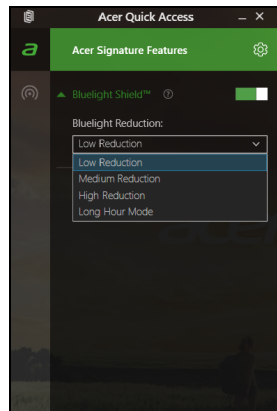 Acer Quick Access
a
Acer Signature Features
Bluelight Shield™
Bluelight Reduction:
Low Reduction
Low Reduction
Medium Reduction
High Reduction
Long Hour Mode